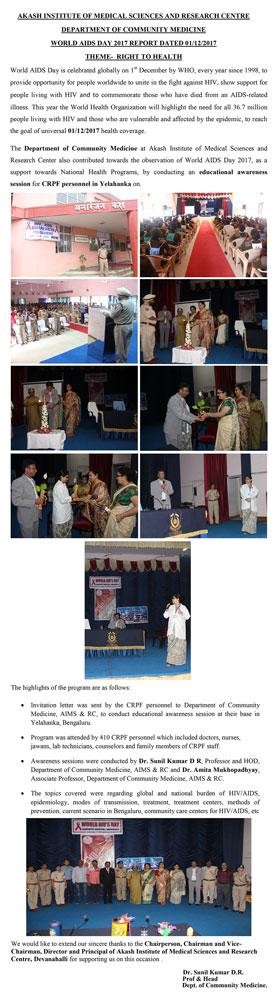 AKASH INSTITUTE OF MEDICAL SCIENCES AND RESEARCH CENTRE
DEPARTMENT OF COMMUNITY MEDICINE
WORLD AIDS DAY 2017 REPORT DATED 01/12/2017
THEME- RIGHT TO HEALTH
World AIDS Day is celebrated globally on 1st December by WHO, every year since 1998, to
provide opportunity for people worldwide to unite in the fight against HIV, show support for
people living with HIV and to commemorate those who have died from an AIDS-related
illness. This year the World Health Organization will highlight the need for all 36.7 million
people living with HIV and those who are vulnerable and affected by the epidemic, to reach
the goal of universal 01/12/2017 health coverage.
The Department of Community Medicine at Akash Institute of Medical Sciences and
Research Center also contributed towards the observation of World AIDS Day 2017, as a
support towards National Health Programs, by conducting an educational awareness
session for CRPF personnel in Yelahanka on.
मनोरंजन कक्ष
The highlights of the program are as follows:
• Invitation letter was sent by the CRPF personnel to Department of Community
Medicine, AIMS & RC, to conduct educational awareness session at their base in
Yelahanka, Bengaluru.
• Program was attended by 410 CRPF personnel which included doctors, nurses,
jawans, lab technicians, counselors and family members of CRPF staff.
• Awareness sessions were conducted by Dr. Sunil Kumar D R, Professor and HOD,
Department of Community Medicine, AIMS & RC and Dr. Amita Mukhopadhyay,
Associate Professor, Department of Community Medicine, AIMS & RC.
• The topics covered were regarding global and national burden of HIV/AIDS,
epidemiology, modes of transmission, treatment, treatment centers, methods of
prevention, current scenario in Bengaluru, community care centers for HIV/AIDS, etc
WORLD AID'S DAY
We would like to extend our sincere thanks to the Chairperson, Chairman and Vice-
Chairman, Director and Principal of Akash Institute of Medical Sciences and Research
Centre, Devanahalli for supporting us on this occasion .
Dr. Sunil Kumar D.R.
Prof & Head
Dept. of Community Medicine.